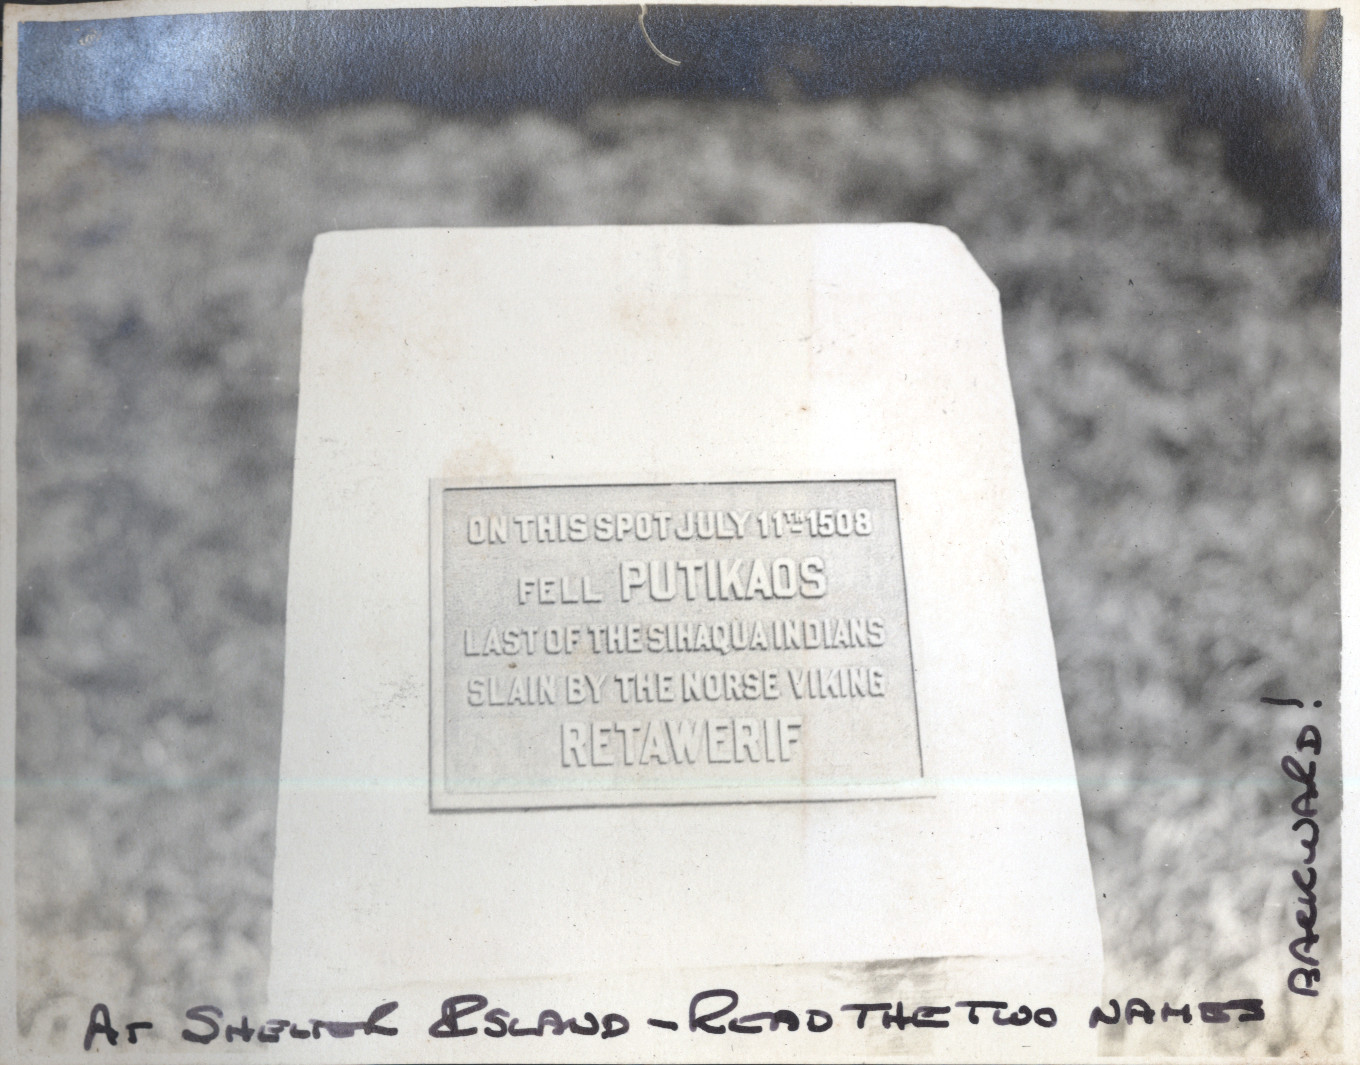 ON THIS SPOT JULY 11TH 1508
FELL PUTIKAOS
LAST OF THE SIHAQUA INDIANS
SLAIN BY THE NORSE VIKING
RETAWERIF
AT SHELTER ISLAND - READ THE TWO NAMES
BACKWARD!